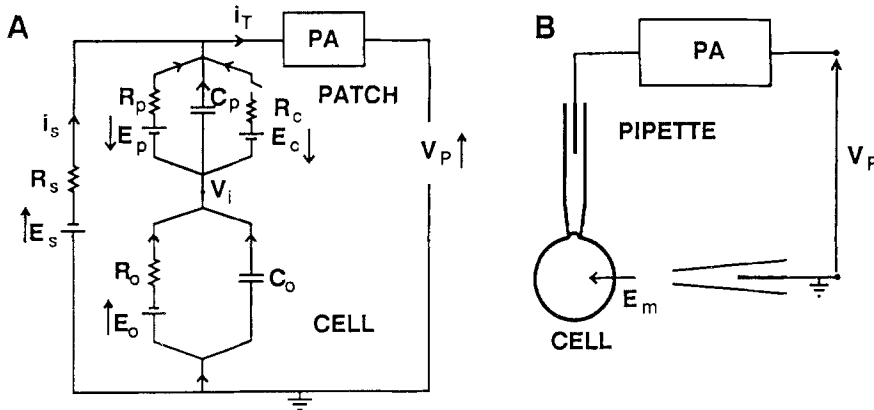 A
i_T
PA
PATCH
R_p
C_p
R_c
E_p
E_c
i_s
R_s
E_s
V_P
V_i
R_o
C_o
E_o
CELL
B
PA
PIPETTE
V_P
E_m
CELL